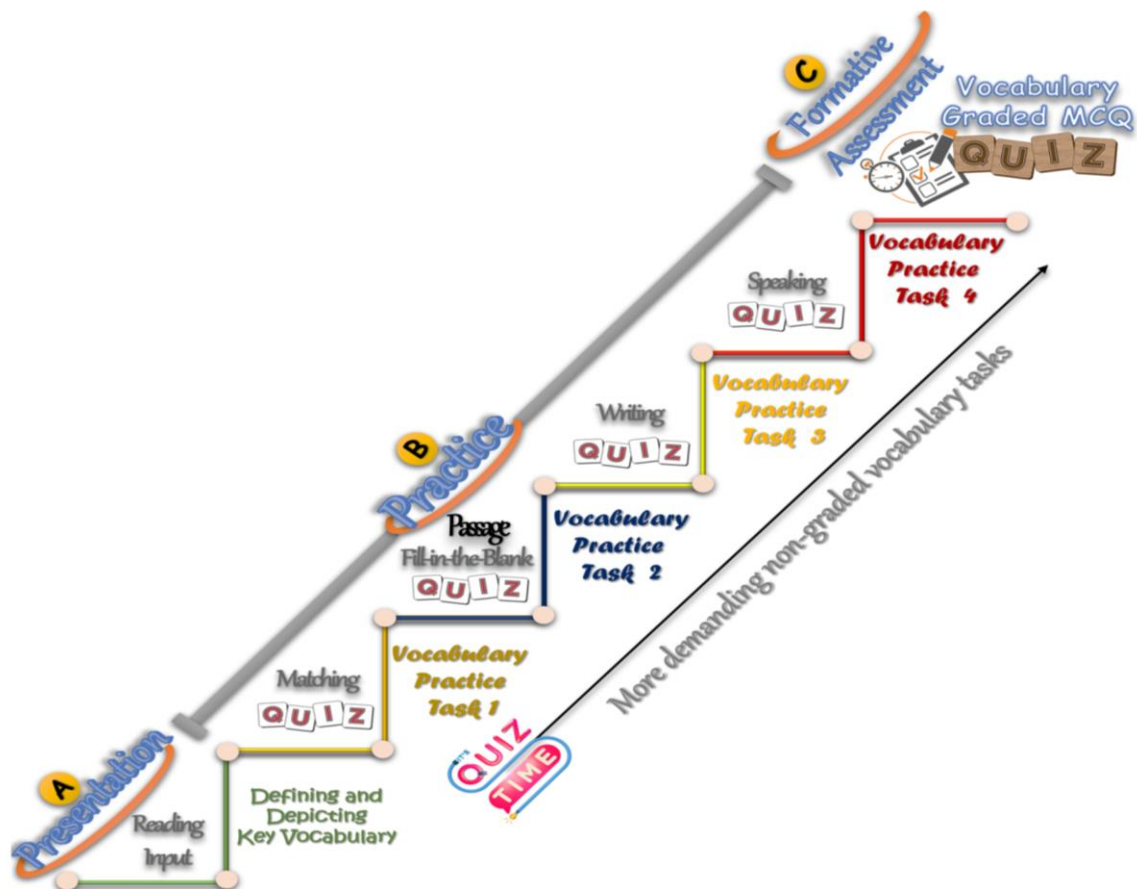 C
Formative
Assessment
Vocabulary
Graded MCQ
QUIZ
Vocabulary
Practice
Task 4
Speaking
QUIZ
Vocabulary
Practice
Task 3
Writing
QUIZ
B
Practice
Vocabulary
Practice
Task 2
Passage
Fill-in-the-Blank
QUIZ
Vocabulary
Practice
Task 1
Matching
QUIZ
More demanding non-graded vocabulary tasks
IT'S
QUIZ
TIME
A
Presentation
Defining and
Depicting
Key Vocabulary
Reading
Input